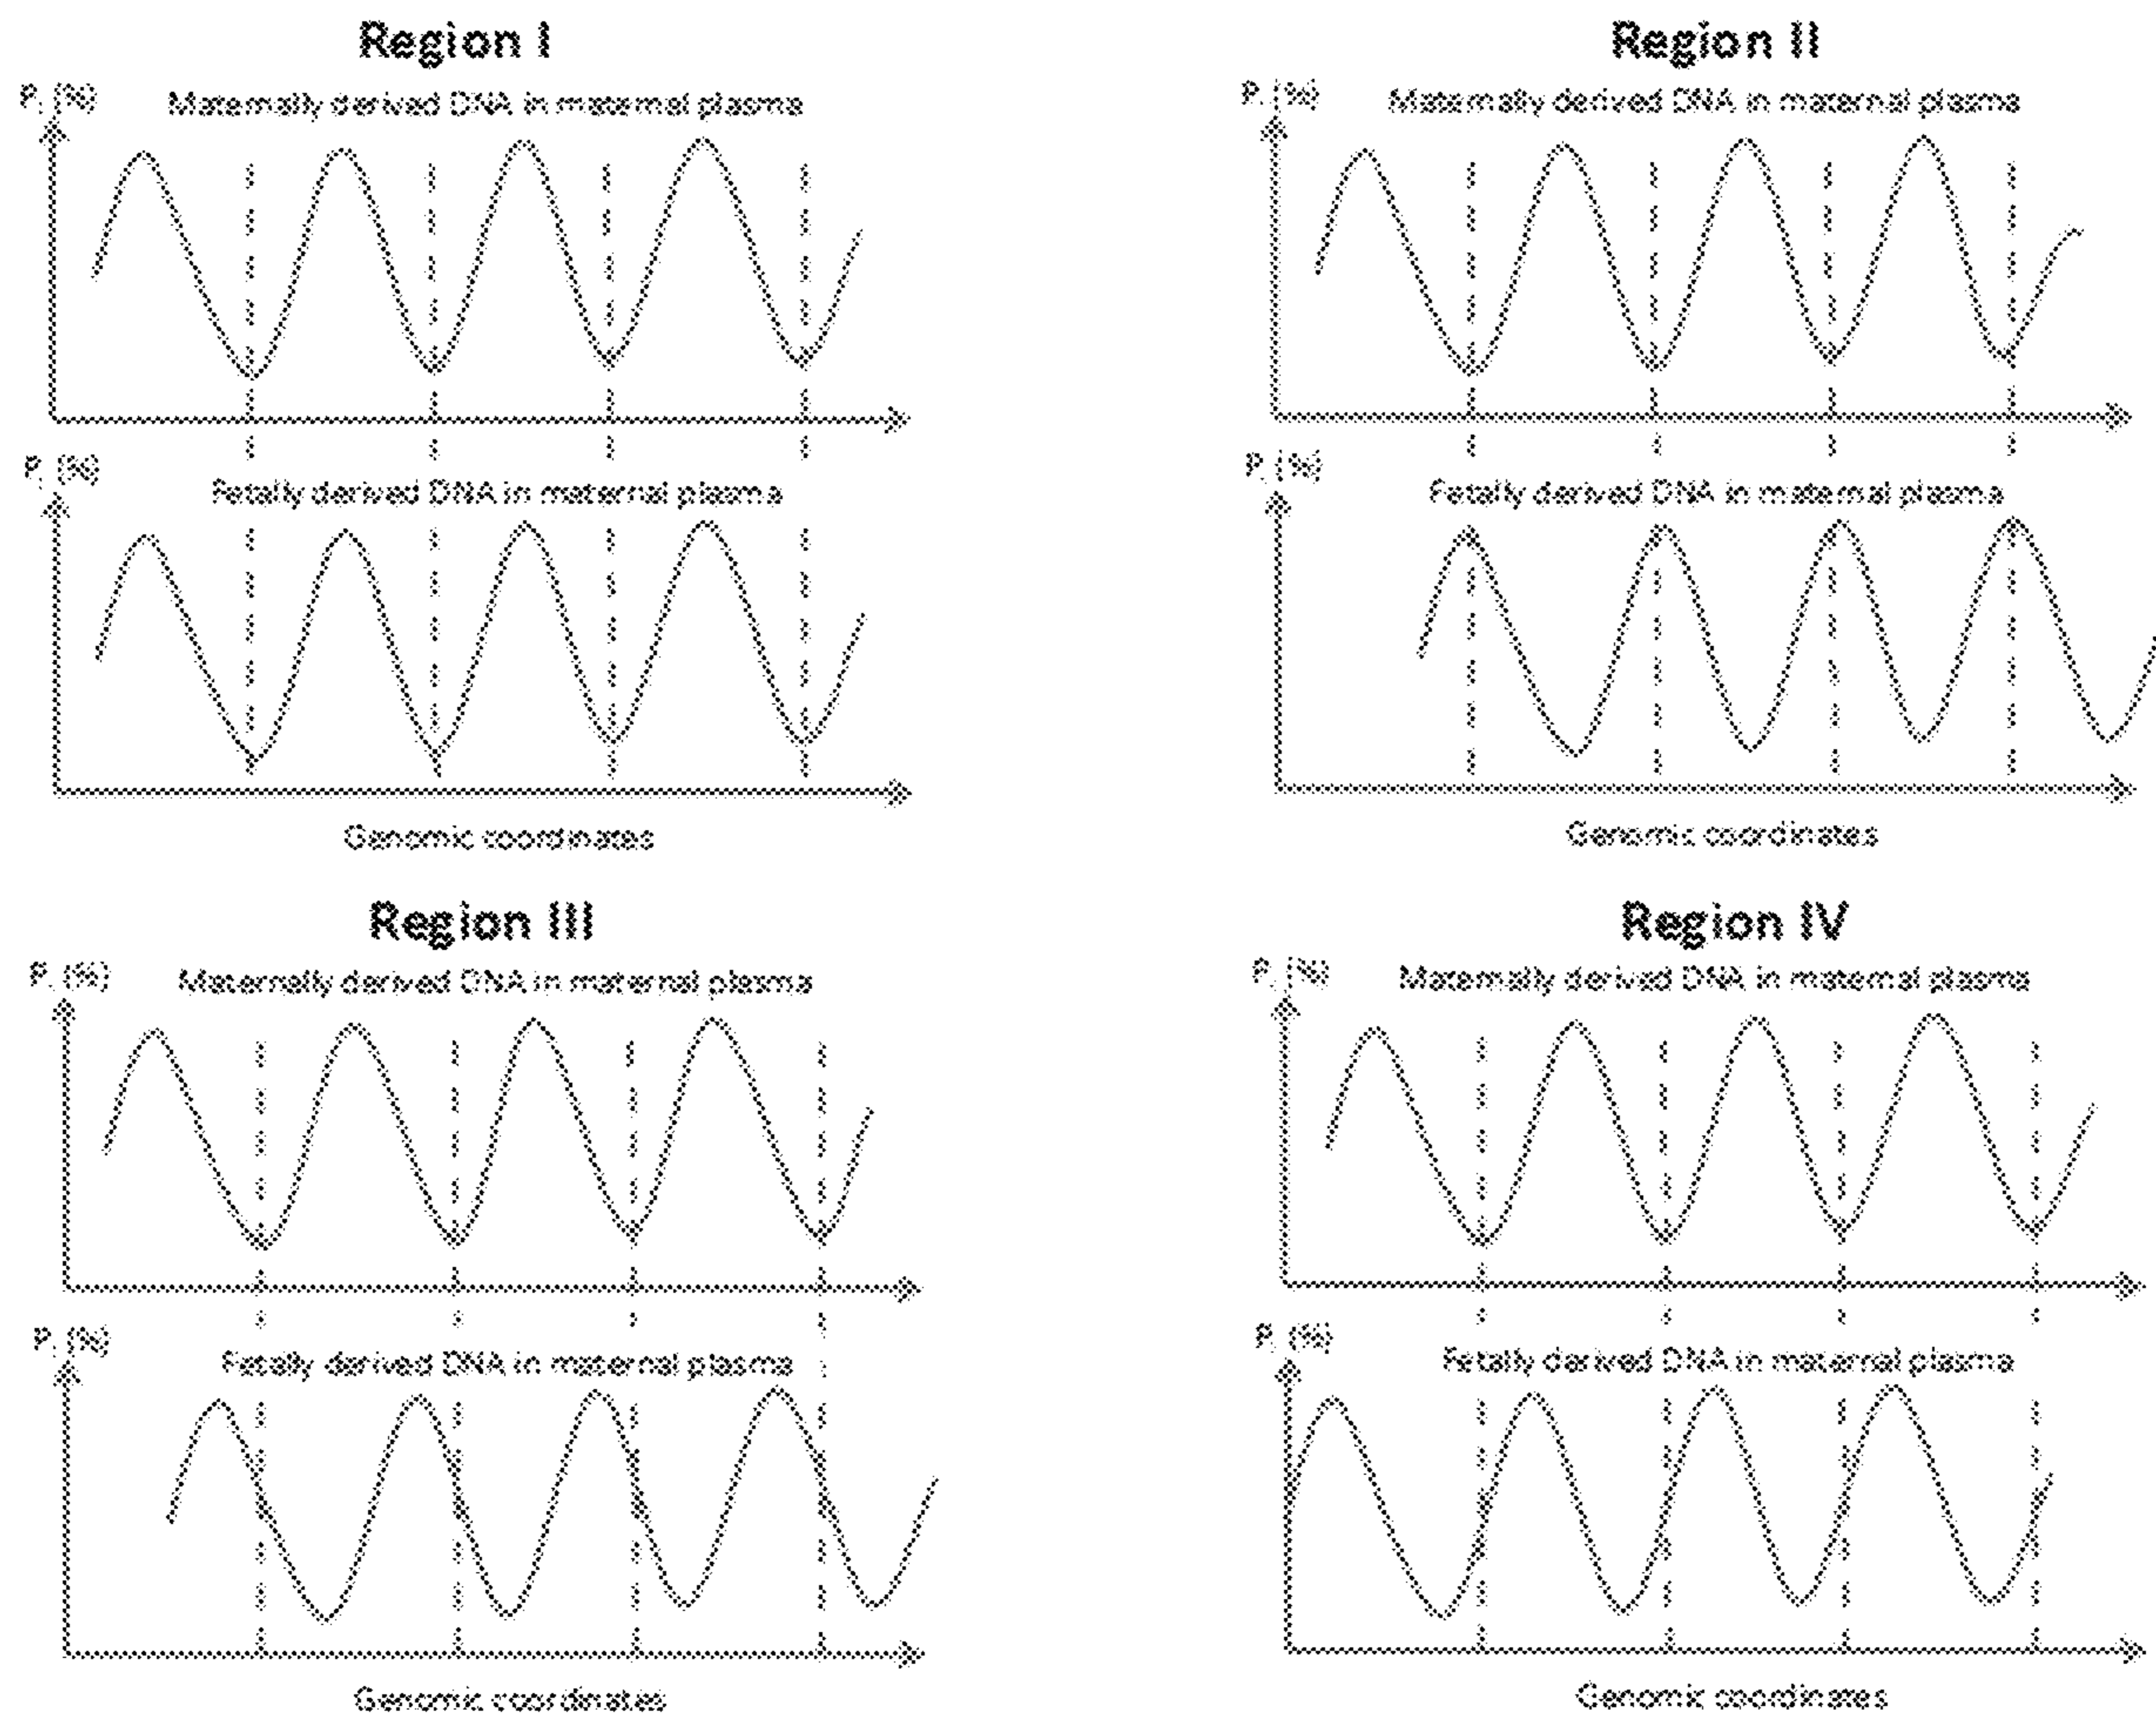 Region I
P. (%)
Maternally derived DNA in maternal plasma
P. (%)
Fetally derived DNA in maternal plasma
Genomic coordinates
Region II
P. (%)
Maternally derived DNA in maternal plasma
P. (%)
Fetally derived DNA in maternal plasma
Genomic coordinates
Region III
P. (%)
Maternally derived DNA in maternal plasma
P. (%)
Fetally derived DNA in maternal plasma
Genomic coordinates
Region IV
P. (%)
Maternally derived DNA in maternal plasma
P. (%)
Fetally derived DNA in maternal plasma
Genomic coordinates